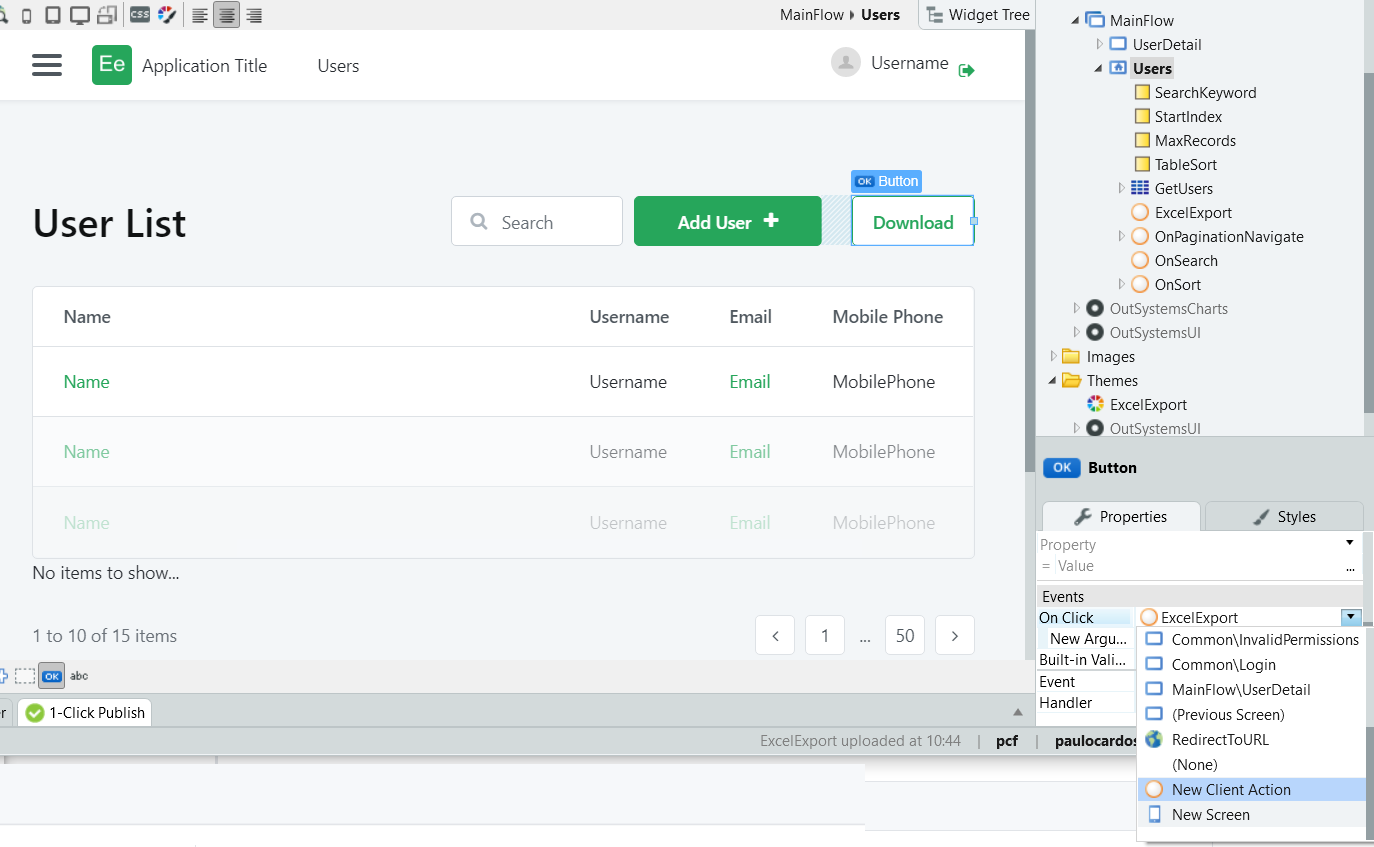 CSS
MainFlow Users
Widget Tree
Ee
Application Title
Users
Username
OK Button
User List
Search
Add User
Download
Name
Username
Email
Mobile Phone
Name
Username
Email
MobilePhone
Name
Username
Email
MobilePhone
Name
Username
Email
MobilePhone
No items to show...
1 to 10 of 15 items
1
...
50
OK
abc
1-Click Publish
ExcelExport uploaded at 10:44 | pcf |
MainFlow
UserDetail
Users
SearchKeyword
StartIndex
MaxRecords
TableSort
GetUsers
ExcelExport
OnPaginationNavigate
OnSearch
OnSort
OutSystemsCharts
OutSystemsUI
Images
Themes
ExcelExport
OutSystemsUI
OK Button
Properties
Styles
Property
= Value
...
Events
On Click
ExcelExport
New Argu...
Built-in Vali...
Event
Handler
Common\InvalidPermissions
Common\Login
MainFlow\UserDetail
(Previous Screen)
RedirectToURL
(None)
New Client Action
New Screen